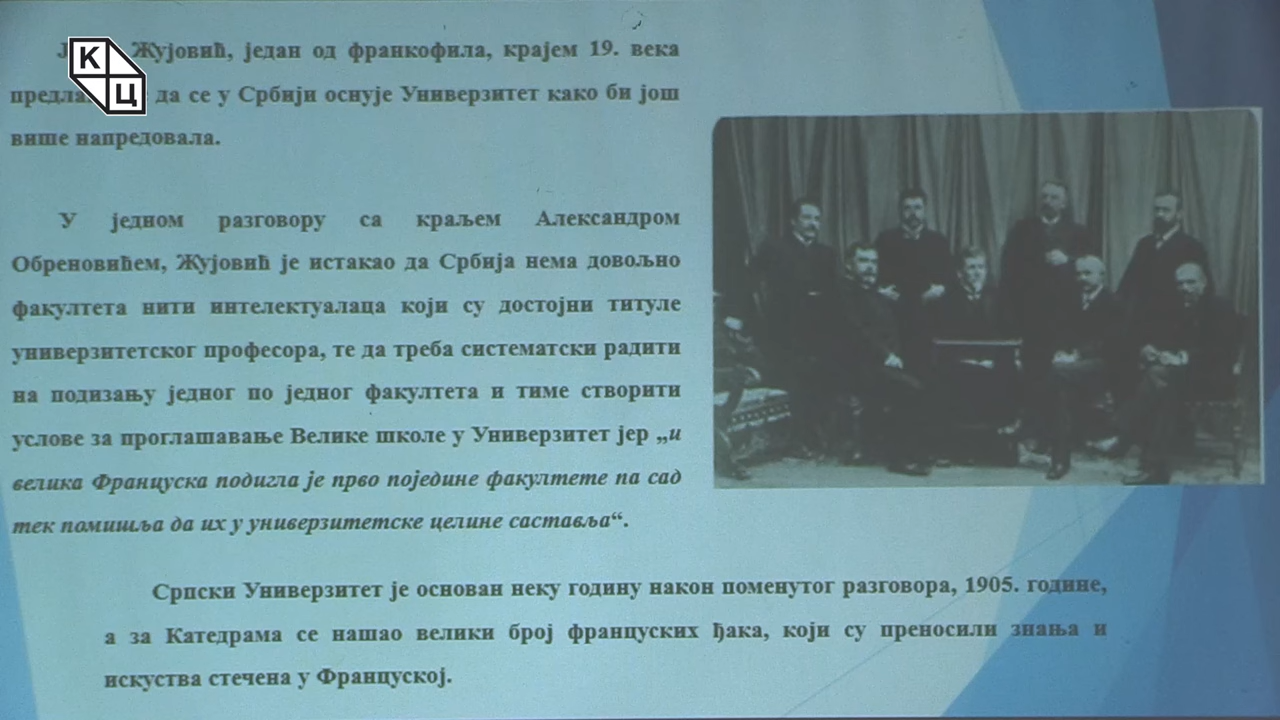 Жујовић, један од франкофила, крајем 19. века
да се у Србији оснује Универзитет како би још
више напредовала.
У једном разговору са краљем Александром
Обреновићем, Жујовић је истакао да Србија нема довољно
факултета нити интелектуалаца који су достојни титуле
универзитетског професора, те да треба систематски радити
на подизању једног по једног факултета и тиме створити
услове за проглашавање Велике школе у Универзитет јер „и
велика Француска подигла је прво поједине факултете па сад
тек помишља да их у универзитетске целине саставља“.
Српски Универзитет је основан неку годину након поменутог разговора, 1905. године,
а за Катедрама се нашао велики број француских ђака, који су преносили знања и
искуства стечена у Француској.
К
Ц